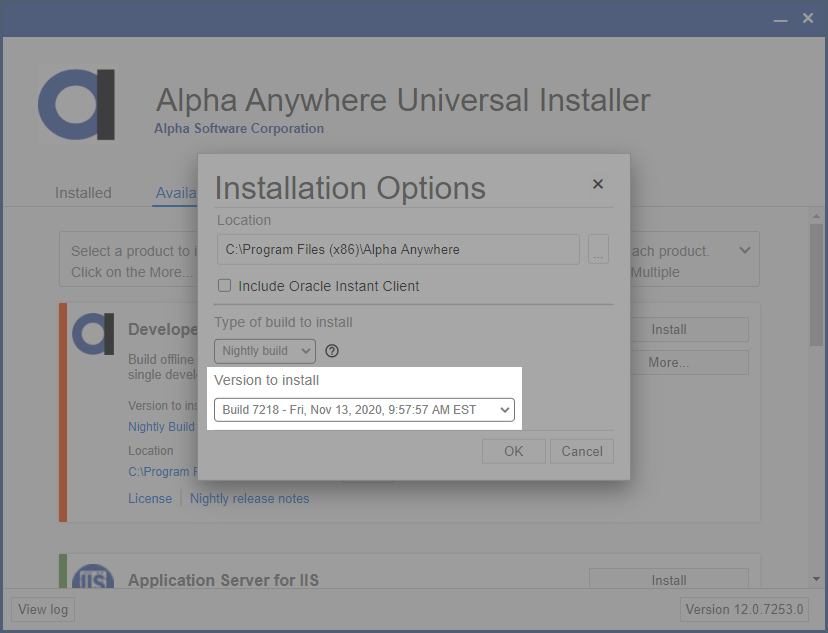 Alpha Anywhere Universal Installer
Alpha Software Corporation
Installed
Availa
Installation Options
Location
C:\Program Files (x86)\Alpha Anywhere
...
Include Oracle Instant Client
Type of build to install
Nightly build
Version to install
Build 7218 - Fri, Nov 13, 2020, 9:57:57 AM EST
OK
Cancel
Select a product to i
ach product.
Click on the More...
Multiple
Develope
Install
Build offline
single devel
More...
Version to ins
Nightly Build
Location
C:\Program F
License
Nightly release notes
IIS
Application Server for IIS
Install
View log
Version 12.0.7253.0